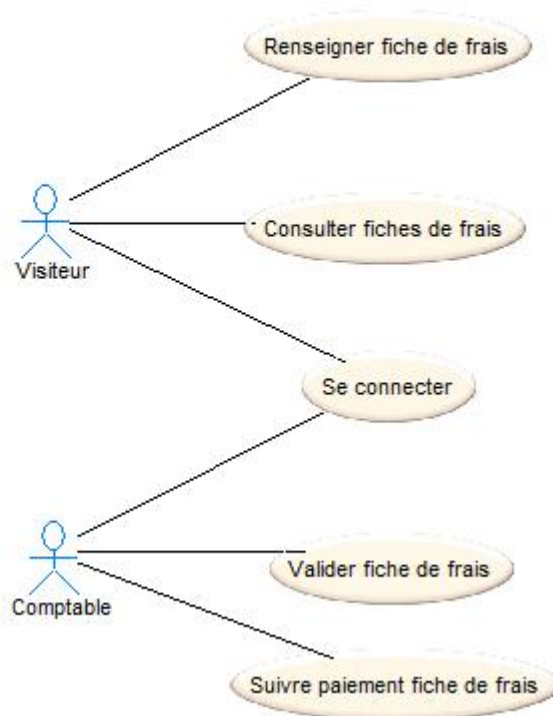 Renseigner fiche de frais
Consulter fiches de frais
Visiteur
Se connecter
Valider fiche de frais
Comptable
Suivre paiement fiche de frais